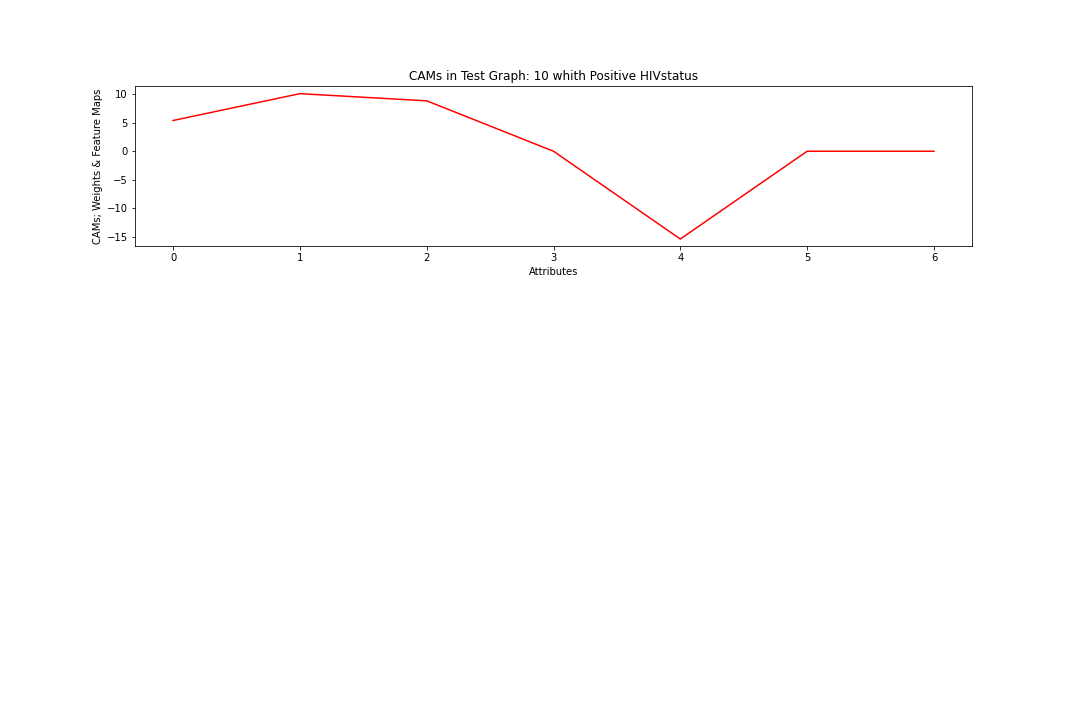 CAMs in Test Graph: 10 whith Positive HIVstatus
CAMs; Weights & Feature Maps
10
5
0
−5
−10
−15
0 1 2 3 4 5 6
Attributes